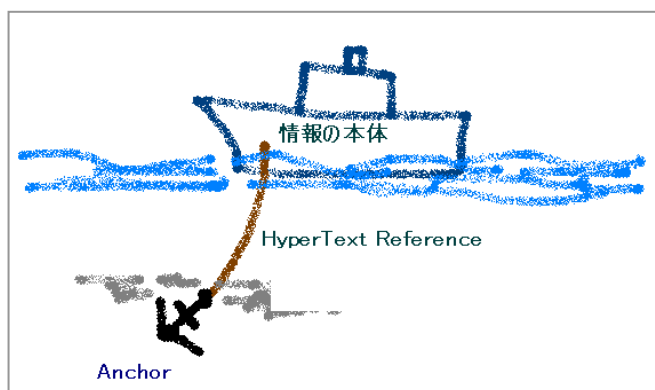 情報の本体
HyperText Reference
Anchor